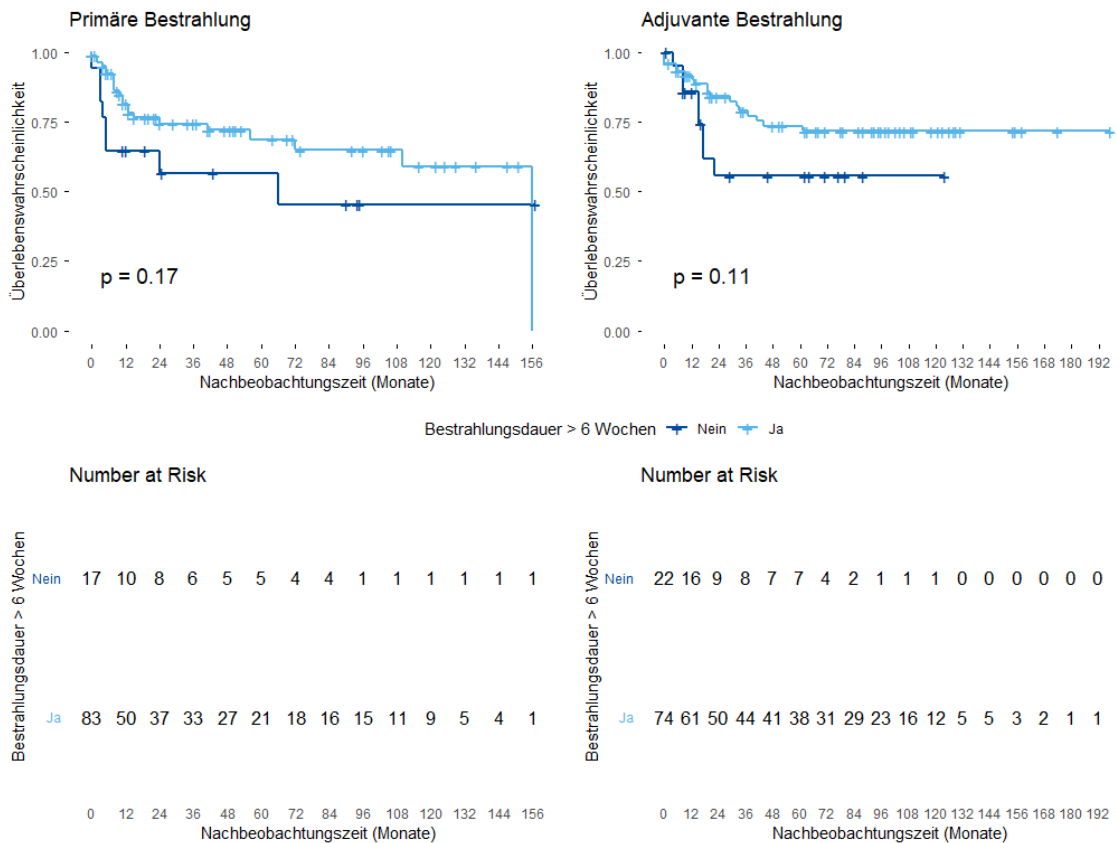 Primäre Bestrahlung
Überlebenswahrscheinlichkeit
1.00
0.75
0.50
0.25
0.00
p = 0.17
0 12 24 36 48 60 72 84 96 108 120 132 144 156
Nachbeobachtungszeit (Monate)
Adjuvante Bestrahlung
Überlebenswahrscheinlichkeit
1.00
0.75
0.50
0.25
0.00
p = 0.11
0 12 24 36 48 60 72 84 96 108 120 132 144 156 168 180 192
Nachbeobachtungszeit (Monate)
Bestrahlungsdauer > 6 Wochen Nein Ja
Number at Risk
Bestrahlungsdauer > 6 Wochen
Nein 17 10 8 6 5 5 4 4 1 1 1 1 1 1
Ja 83 50 37 33 27 21 18 16 15 11 9 5 4 1
0 12 24 36 48 60 72 84 96 108 120 132 144 156
Nachbeobachtungszeit (Monate)
Number at Risk
Bestrahlungsdauer > 6 Wochen
Nein 22 16 9 8 7 7 4 2 1 1 1 0 0 0 0 0 0
Ja 74 61 50 44 41 38 31 29 23 16 12 5 5 3 2 1 1
0 12 24 36 48 60 72 84 96 108 120 132 144 156 168 180 192
Nachbeobachtungszeit (Monate)